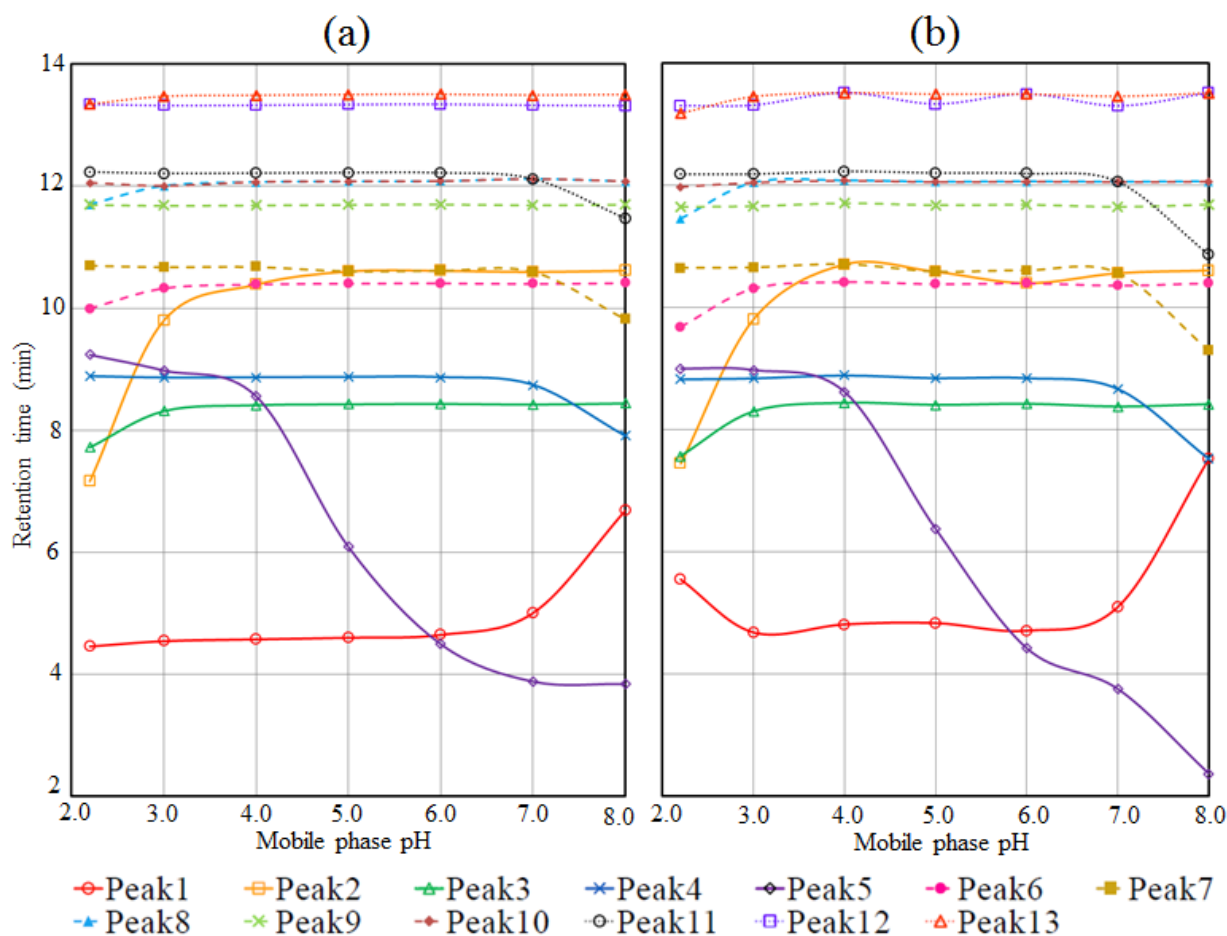 (a) (b)
14
12
10
8
6
4
2
Retention time (min)
2.0 3.0 4.0 5.0 6.0 7.0 8.0 2.0 3.0 4.0 5.0 6.0 7.0 8.0
Mobile phase pH Mobile phase pH
Peak1 Peak2 Peak3 Peak4 Peak5 Peak6 Peak7
Peak8 Peak9 Peak10 Peak11 Peak12 Peak13